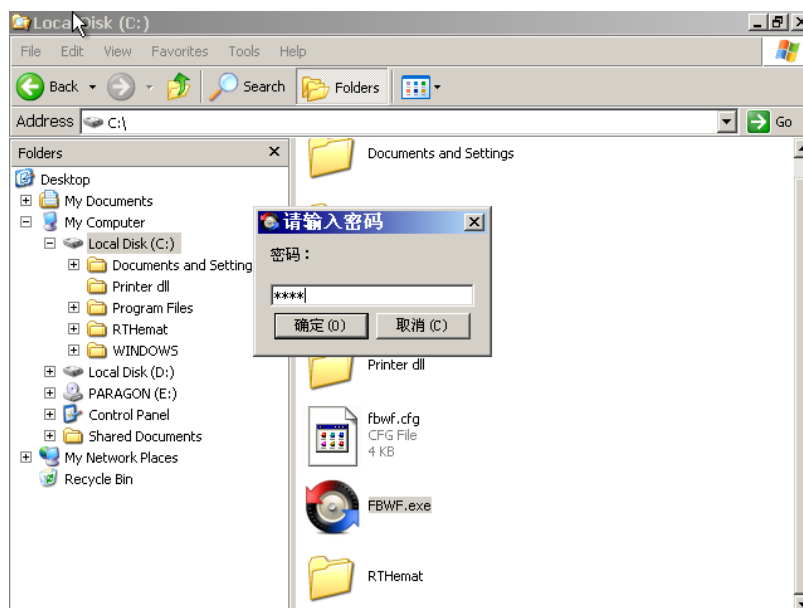 Local Disk (C:)
File Edit View Favorites Tools Help
Back Search Folders
Address C:\ Go
Folders
Desktop
My Documents
My Computer
Local Disk (C:)
Documents and Setting
Printer dll
Program Files
RTHemat
WINDOWS
Local Disk (D:)
PARAGON (E:)
Control Panel
Shared Documents
My Network Places
Recycle Bin
Documents and Settings
请输入密码
密码：
****
确定(O) 取消(C)
Printer dll
fbwf.cfg
CFG File
4 KB
FBWF.exe
RTHemat